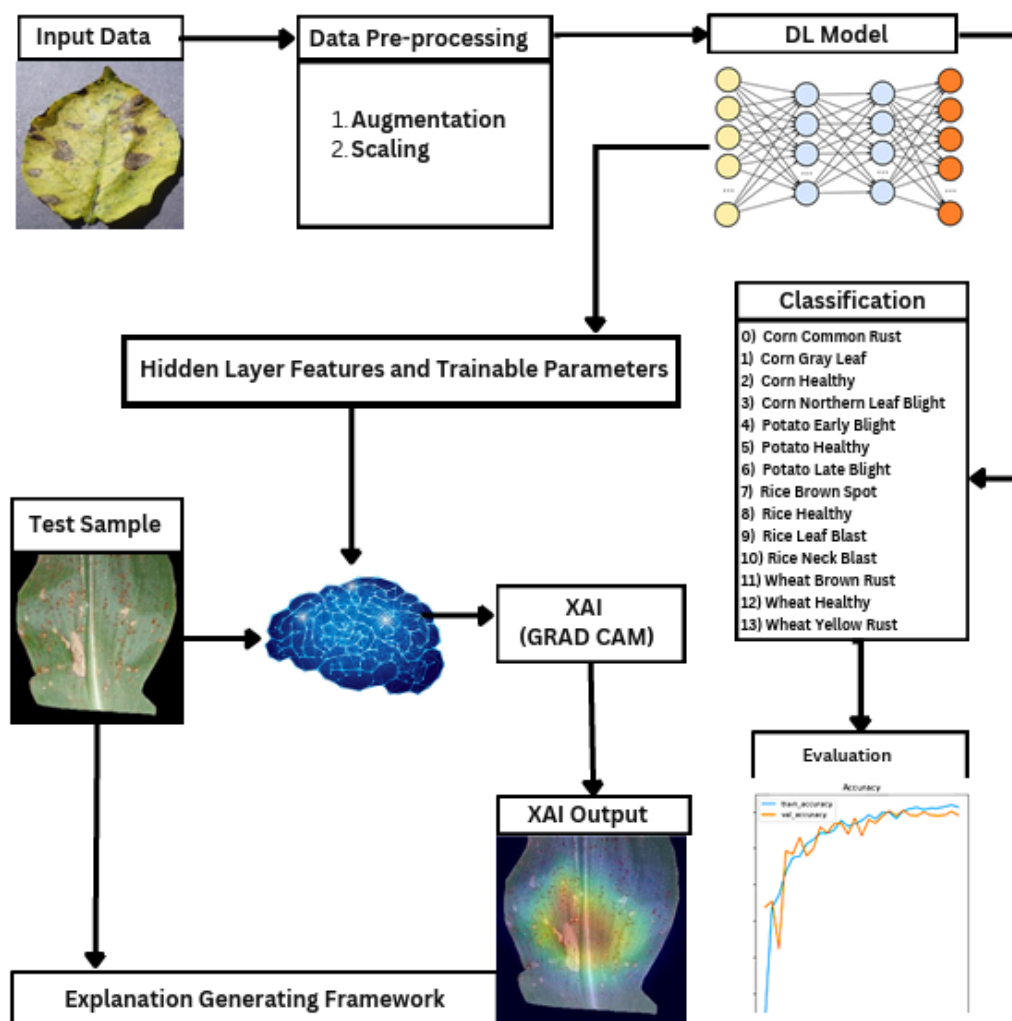 Input Data
Data Pre-processing
DL Model
1. Augmentation
2. Scaling
...
...
...
...
Hidden Layer Features and Trainable Parameters
Classification
0) Corn Common Rust
1) Corn Gray Leaf
2) Corn Healthy
3) Corn Northern Leaf Blight
4) Potato Early Blight
5) Potato Healthy
6) Potato Late Blight
7) Rice Brown Spot
8) Rice Healthy
9) Rice Leaf Blast
10) Rice Neck Blast
11) Wheat Brown Rust
12) Wheat Healthy
13) Wheat Yellow Rust
Test Sample
XAI
(GRAD CAM)
Evaluation
Accuracy
train_accuracy
val_accuracy
XAI Output
Explanation Generating Framework